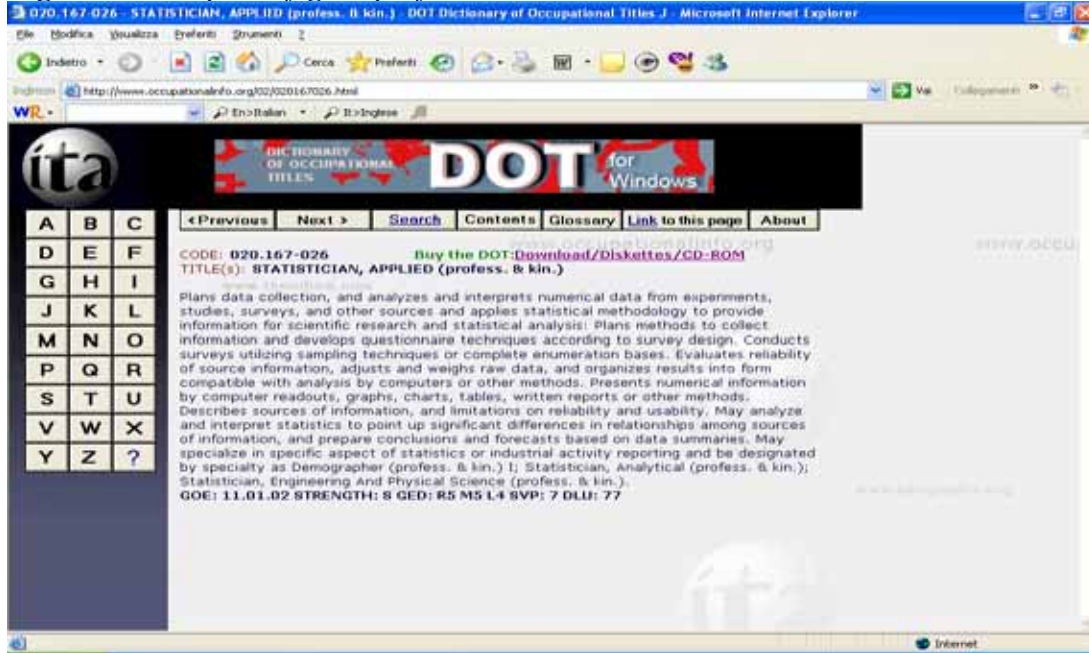 020.167-026 - STATISTICIAN, APPLIED (profess. & kin.) - DOT Dictionary of Occupational Titles J - Microsoft Internet Explorer
File Modifica Visualizza Preferiti Strumenti ?
Indietro Cerca Preferiti
Indirizzo http://www.occupationalinfo.org/02/020167026.html Vai Collegamenti
WR. En>Italian It>Inglese
ita
DICTIONARY
OF OCCUPATIONAL
TITLES
DOT
for
Windows
<Previous Next > Search Contents Glossary Link to this page About
A B C
D E F
G H I
J K L
M N O
P Q R
S T U
V W X
Y Z ?
www.occupationalinfo.org
www.occu
CODE: 020.167-026 Buy the DOT:Download/Diskettes/CD-ROM
TITLE(s): STATISTICIAN, APPLIED (profess. & kin.)
Plans data collection, and analyzes and interprets numerical data from experiments,
studies, surveys, and other sources and applies statistical methodology to provide
information for scientific research and statistical analysis: Plans methods to collect
information and develops questionnaire techniques according to survey design. Conducts
surveys utilizing sampling techniques or complete enumeration bases. Evaluates reliability
of source information, adjusts and weighs raw data, and organizes results into form
compatible with analysis by computers or other methods. Presents numerical information
by computer readouts, graphs, charts, tables, written reports or other methods.
Describes sources of information, and limitations on reliability and usability. May analyze
and interpret statistics to point up significant differences in relationships among sources
of information, and prepare conclusions and forecasts based on data summaries. May
specialize in specific aspect of statistics or industrial activity reporting and be designated
by specialty as Demographer (profess. & kin.) I; Statistician, Analytical (profess. & kin.);
Statistician, Engineering And Physical Science (profess. & kin.).
GOE: 11.01.02 STRENGTH: S GED: R5 M5 L4 SVP: 7 DLU: 77
ita
Internet